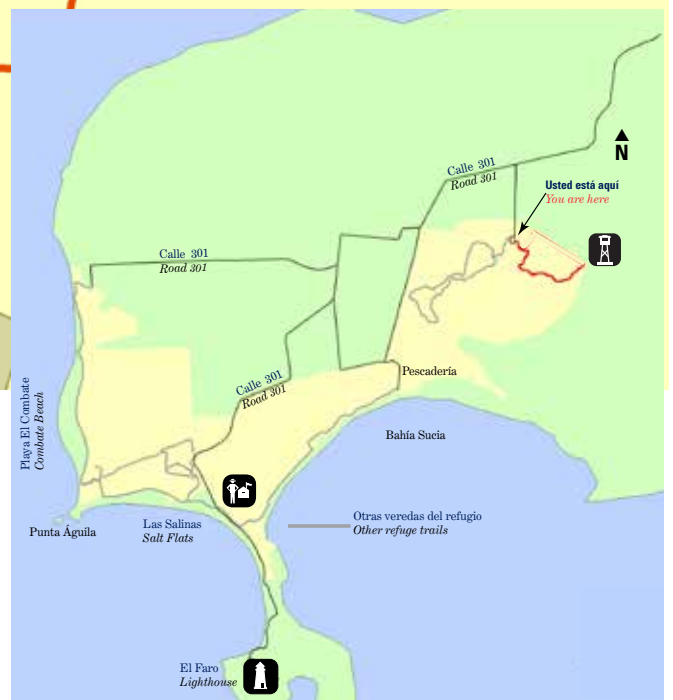 N
Calle 301
Road 301
Usted está aquí
You are here
Calle 301
Road 301
Calle 301
Road 301
Pescadería
Playa El Combate
Combate Beach
Bahía Sucia
Punta Águila
Las Salinas
Salt Flats
Otras veredas del refugio
Other refuge trails
El Faro
Lighthouse